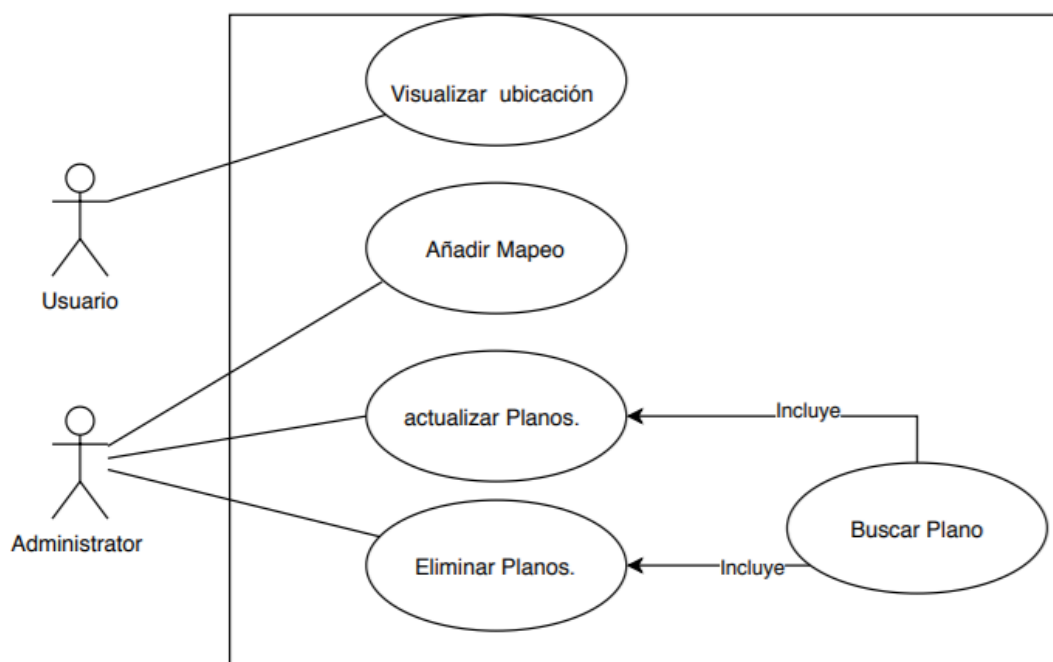 Visualizar ubicación
Usuario
Añadir Mapeo
actualizar Planos.
Incluye
Buscar Plano
Administrator
Eliminar Planos.
Incluye